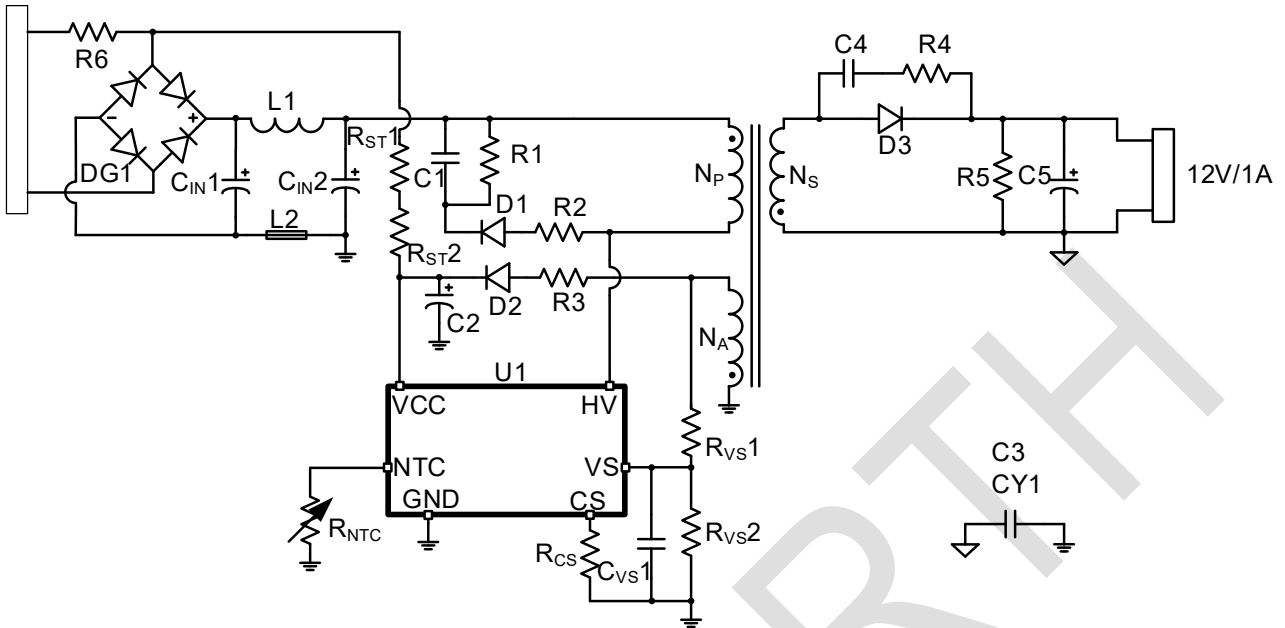 R6
C4
R4
L1
- +
DG1
D3
RST1
C1
R1
CIN1
CIN2
NP
NS
R5
C5
12V/1A
D1
R2
L2
RST2
D2
R3
C2
NA
U1
VCC
HV
RVS1
NTC
VS
GND
CS
RNTC
RCS
CVS1
RVS2
C3
CY1
RTH